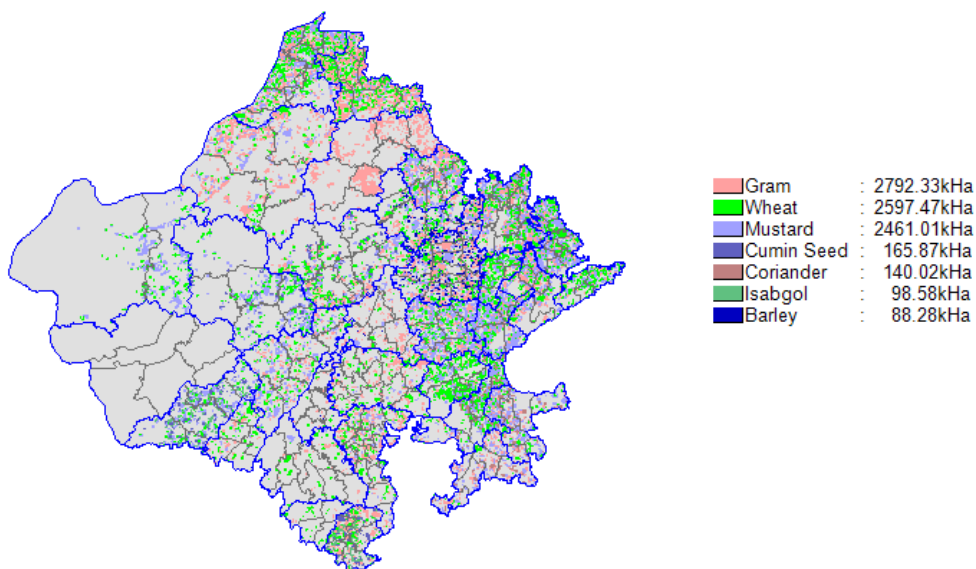 Gram : 2792.33kHa
Wheat : 2597.47kHa
Mustard : 2461.01kHa
Cumin Seed : 165.87kHa
Coriander : 140.02kHa
Isabgol : 98.58kHa
Barley : 88.28kHa